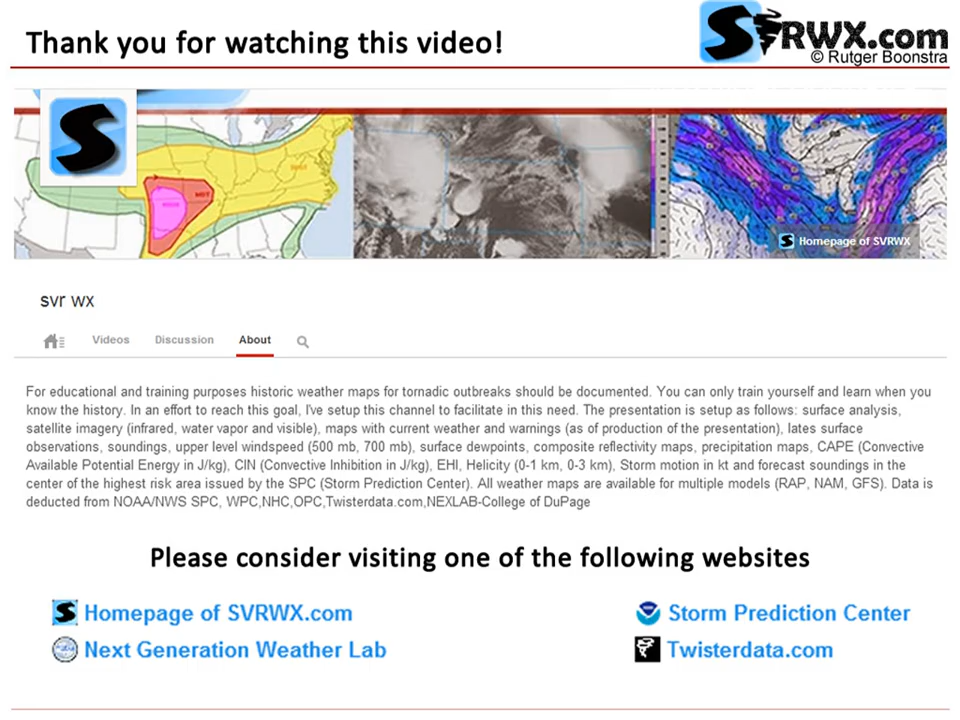 Thank you for watching this video!
SVRWX.com
© Rutger Boonstra
Homepage of SVRWX
svr wx
Videos Discussion About
For educational and training purposes historic weather maps for tornadic outbreaks should be documented. You can only train yourself and learn when you
know the history. In an effort to reach this goal, I've setup this channel to facilitate in this need. The presentation is setup as follows: surface analysis,
satellite imagery (infrared, water vapor and visible), maps with current weather and warnings (as of production of the presentation), lates surface
observations, soundings, upper level windspeed (500 mb, 700 mb), surface dewpoints, composite reflectivity maps, precipitation maps, CAPE (Convective
Available Potential Energy in J/kg), CIN (Convective Inhibition in J/kg), EHI, Helicity (0-1 km, 0-3 km), Storm motion in kt and forecast soundings in the
center of the highest risk area issued by the SPC (Storm Prediction Center). All weather maps are available for multiple models (RAP, NAM, GFS). Data is
deducted from NOAA/NWS SPC, WPC,NHC,OPC,Twisterdata.com,NEXLAB-College of DuPage
Please consider visiting one of the following websites
Homepage of SVRWX.com
Storm Prediction Center
Next Generation Weather Lab
Twisterdata.com